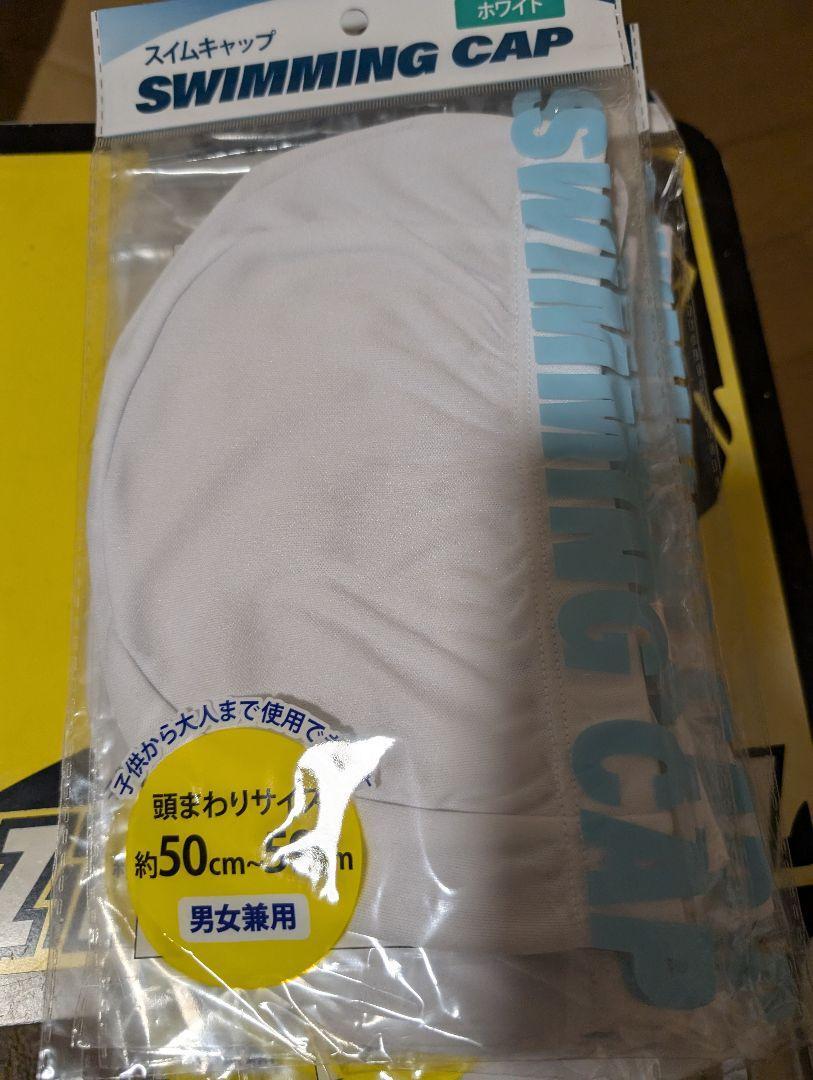 ホワイト
スイムキャップ
SWIMMING CAP
SWIMMING CAP
子供から大人まで使用で
頭まわりサイズ
約50cm~5 cm
男女兼用